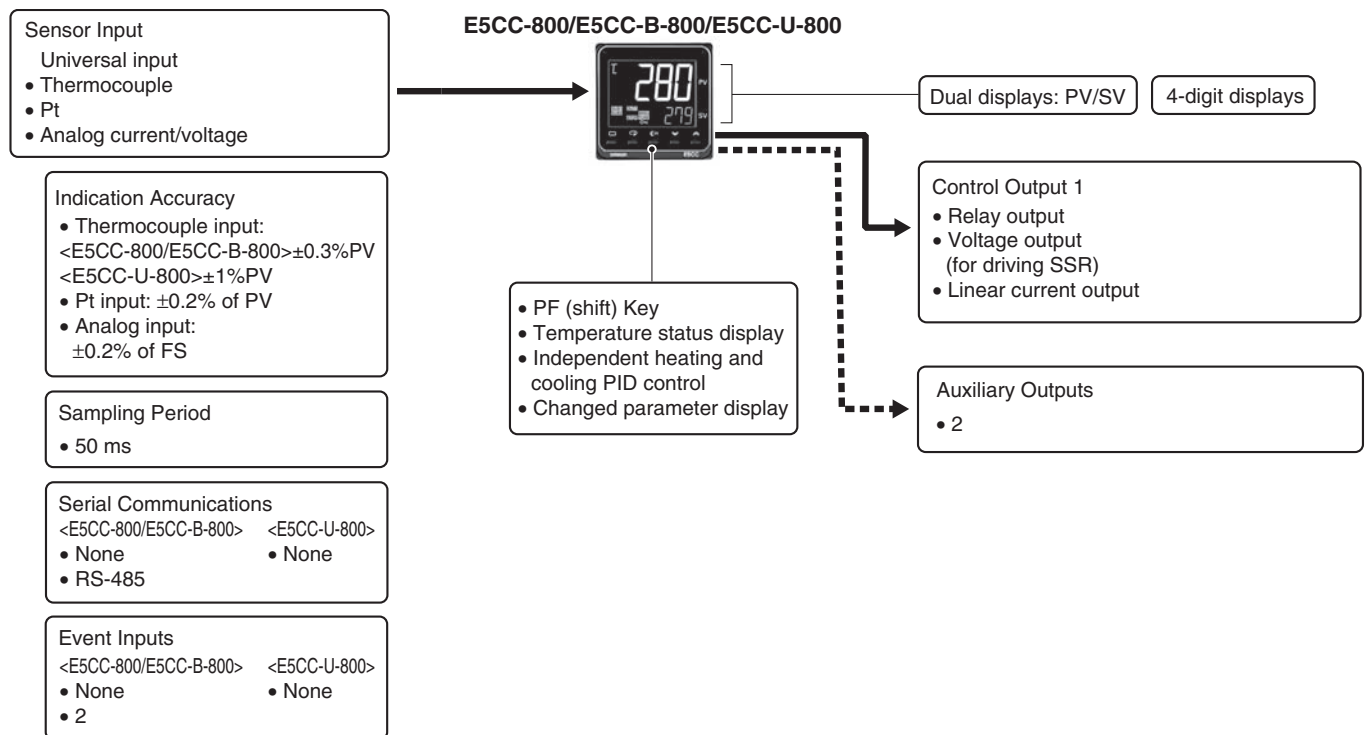 E5CC-800/E5CC-B-800/E5CC-U-800
Sensor Input
Universal input
• Thermocouple
• Pt
• Analog current/voltage
Indication Accuracy
• Thermocouple input:
<E5CC-800/E5CC-B-800>±0.3%PV
<E5CC-U-800>±1%PV
• Pt input: ±0.2% of PV
• Analog input:
±0.2% of FS
Sampling Period
• 50 ms
Serial Communications
<E5CC-800/E5CC-B-800> <E5CC-U-800>
• None • None
• RS-485
Event Inputs
<E5CC-800/E5CC-B-800> <E5CC-U-800>
• None • None
• 2
280
PV
279
SV
E5CC
• PF (shift) Key
• Temperature status display
• Independent heating and
cooling PID control
• Changed parameter display
Dual displays: PV/SV
4-digit displays
Control Output 1
• Relay output
• Voltage output
(for driving SSR)
• Linear current output
Auxiliary Outputs
• 2